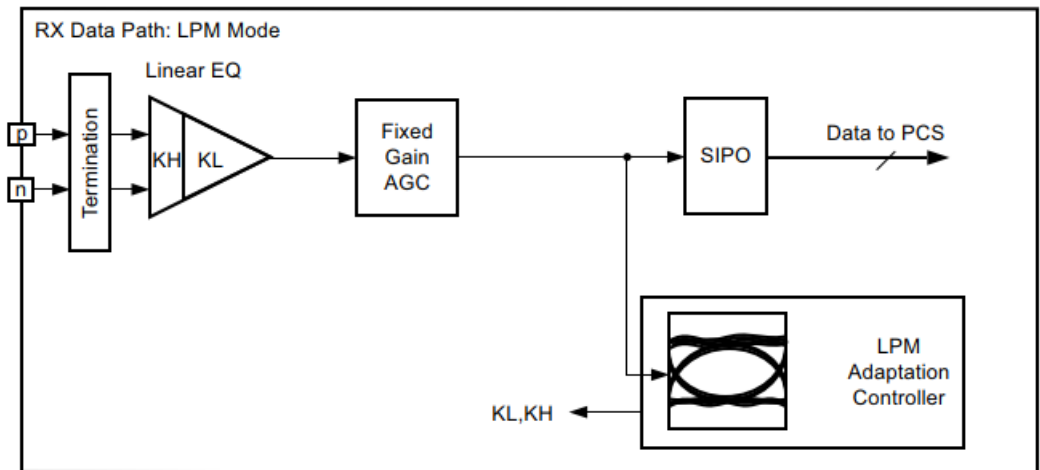 RX Data Path: LPM Mode
Linear EQ
p
n
Termination
KH
KL
Fixed
Gain
AGC
SIPO
Data to PCS
LPM
Adaptation
Controller
KL,KH